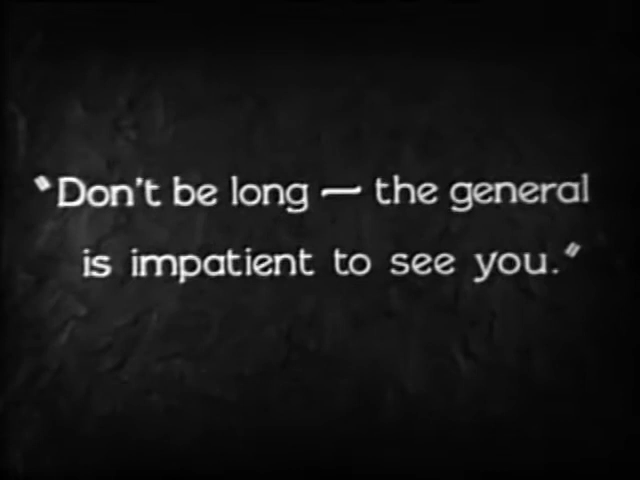 "Don't be long — the general
is impatient to see you."